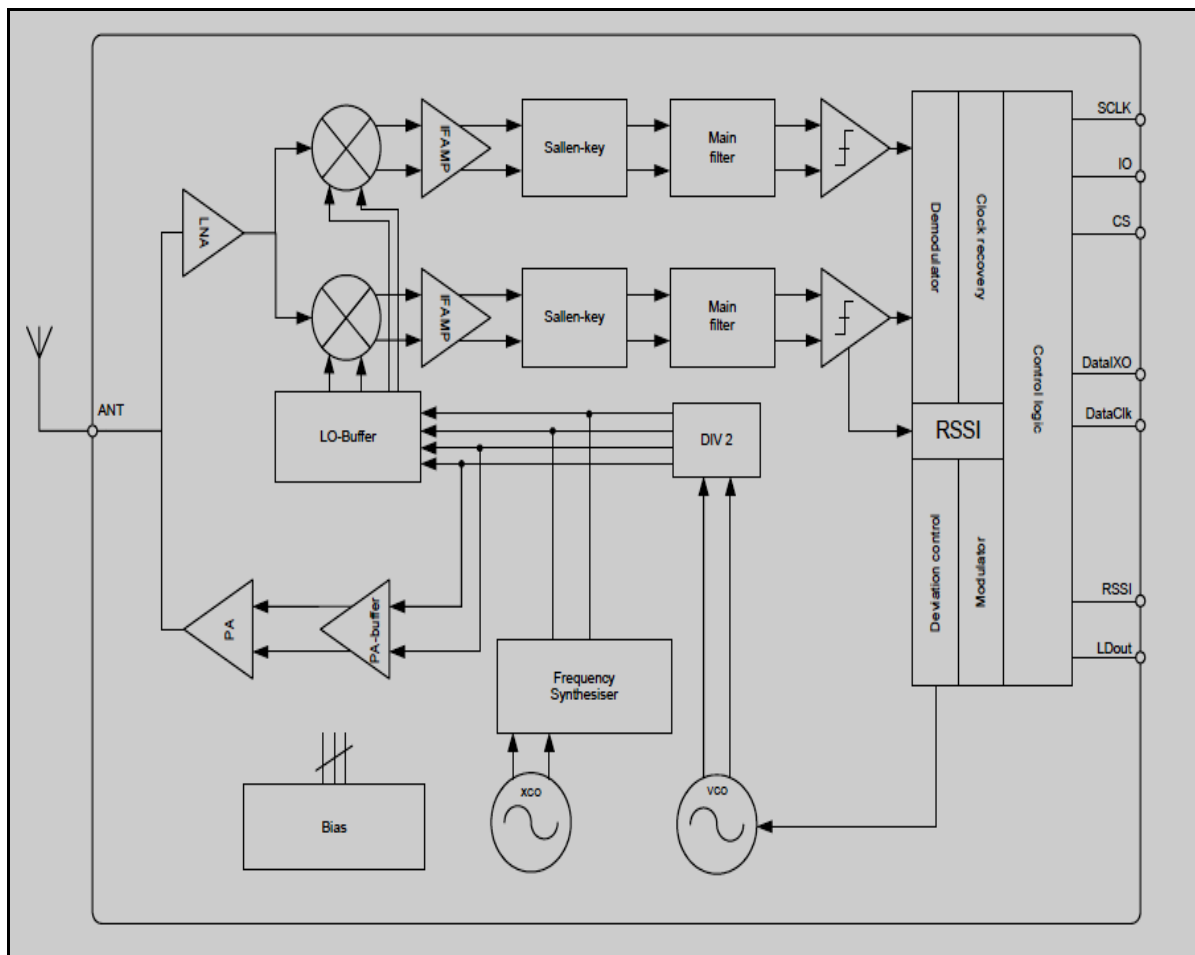 SCLK
IFAMP
Sallen-key
Main
filter
IO
LNA
Demodulator
Clock recovery
CS
IFAMP
Sallen-key
Main
filter
Control logic
DataIXO
ANT
LO-Buffer
DIV 2
RSSI
DataClk
Deviation control
Modulator
PA
PA-buffer
RSSI
LDout
Frequency
Synthesiser
xco
vco
Bias